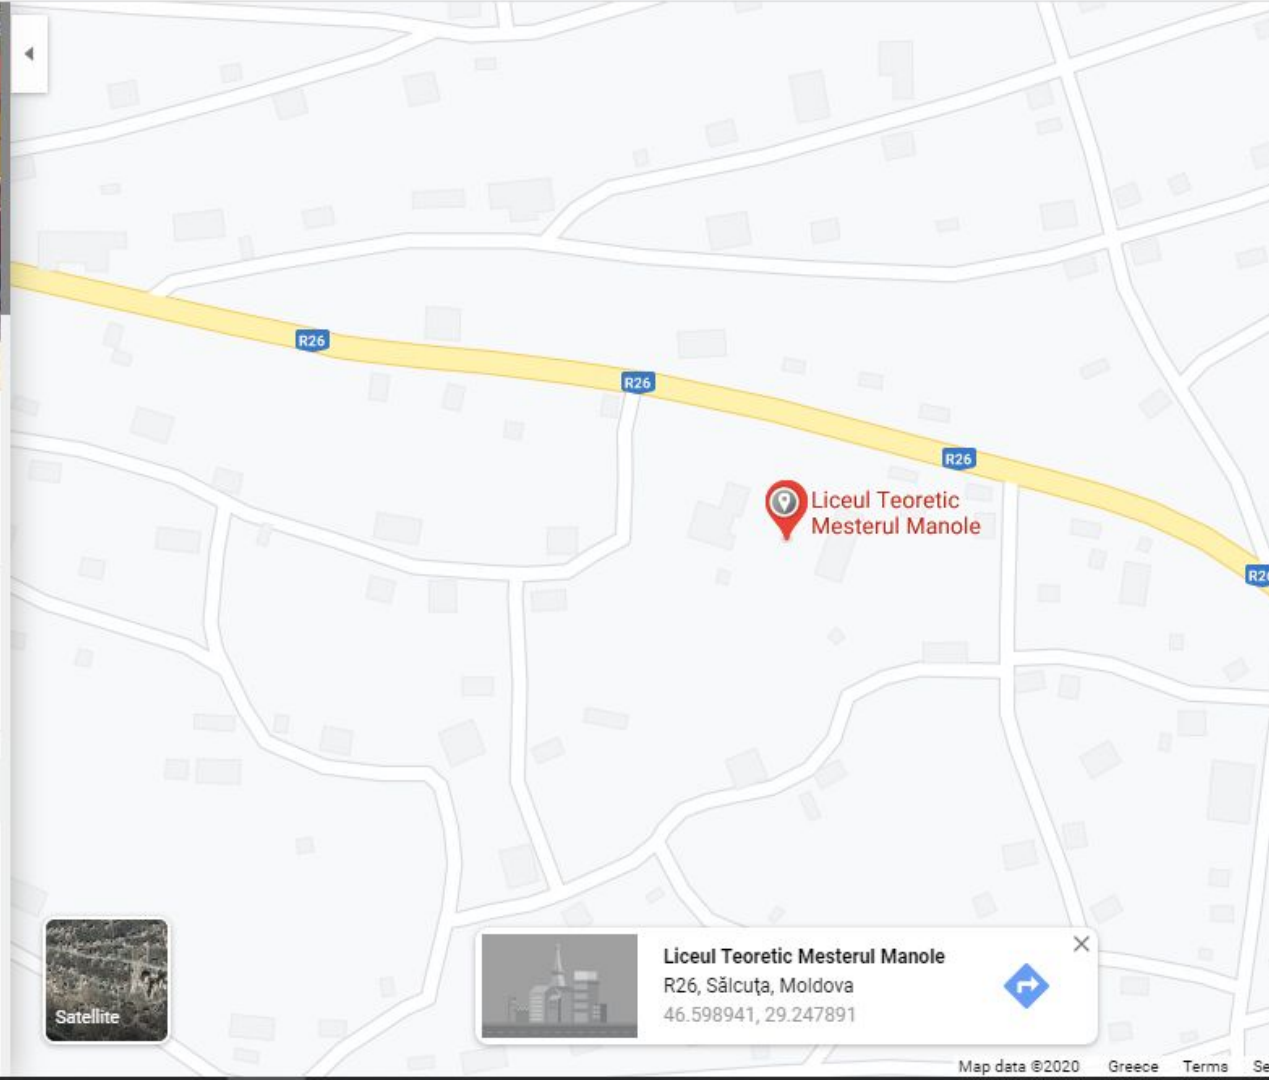 R26
R26
R26
Liceul Teoretic
Mesterul Manole
Satellite
Liceul Teoretic Mesterul Manole
R26, Sălcuţa, Moldova
46.598941, 29.247891
Map data ©2020 Greece Terms